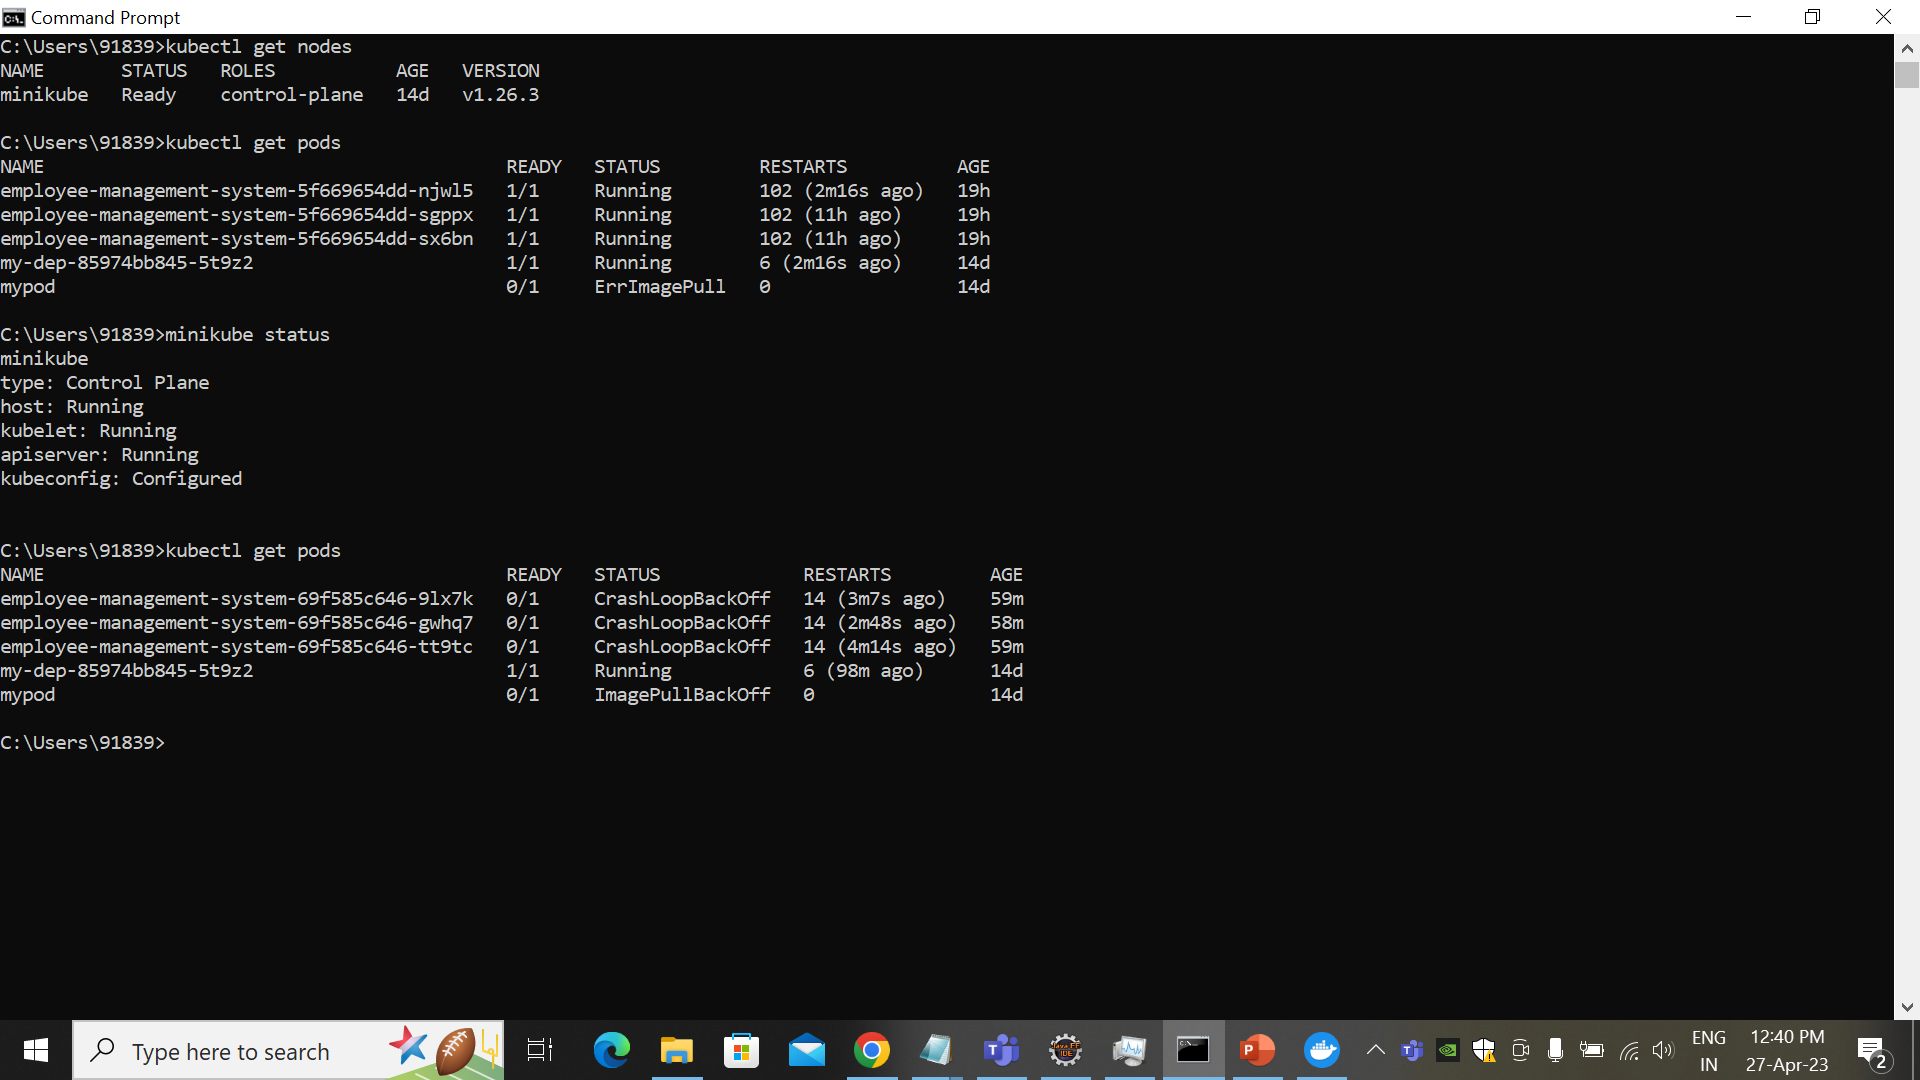 Command Prompt
C:\Users\91839>kubectl get nodes
NAME       STATUS   ROLES           AGE   VERSION
minikube   Ready    control-plane   14d   v1.26.3
C:\Users\91839>kubectl get pods
NAME                                          READY   STATUS         RESTARTS          AGE
employee-management-system-5f669654dd-njwl5   1/1     Running        102 (2m16s ago)   19h
employee-management-system-5f669654dd-sgppx   1/1     Running        102 (11h ago)     19h
employee-management-system-5f669654dd-sx6bn   1/1     Running        102 (11h ago)     19h
my-dep-85974bb845-5t9z2                       1/1     Running        6 (2m16s ago)     14d
mypod                                         0/1     ErrImagePull   0                 14d
C:\Users\91839>minikube status
minikube
type: Control Plane
host: Running
kubelet: Running
apiserver: Running
kubeconfig: Configured
C:\Users\91839>kubectl get pods
NAME                                          READY   STATUS             RESTARTS         AGE
employee-management-system-69f585c646-9lx7k   0/1     CrashLoopBackOff   14 (3m7s ago)    59m
employee-management-system-69f585c646-gwhq7   0/1     CrashLoopBackOff   14 (2m48s ago)   58m
employee-management-system-69f585c646-tt9tc   0/1     CrashLoopBackOff   14 (4m14s ago)   59m
my-dep-85974bb845-5t9z2                       1/1     Running            6 (98m ago)      14d
mypod                                         0/1     ImagePullBackOff   0                14d
C:\Users\91839>
Type here to search
ENG
IN
12:40 PM
27-Apr-23
2